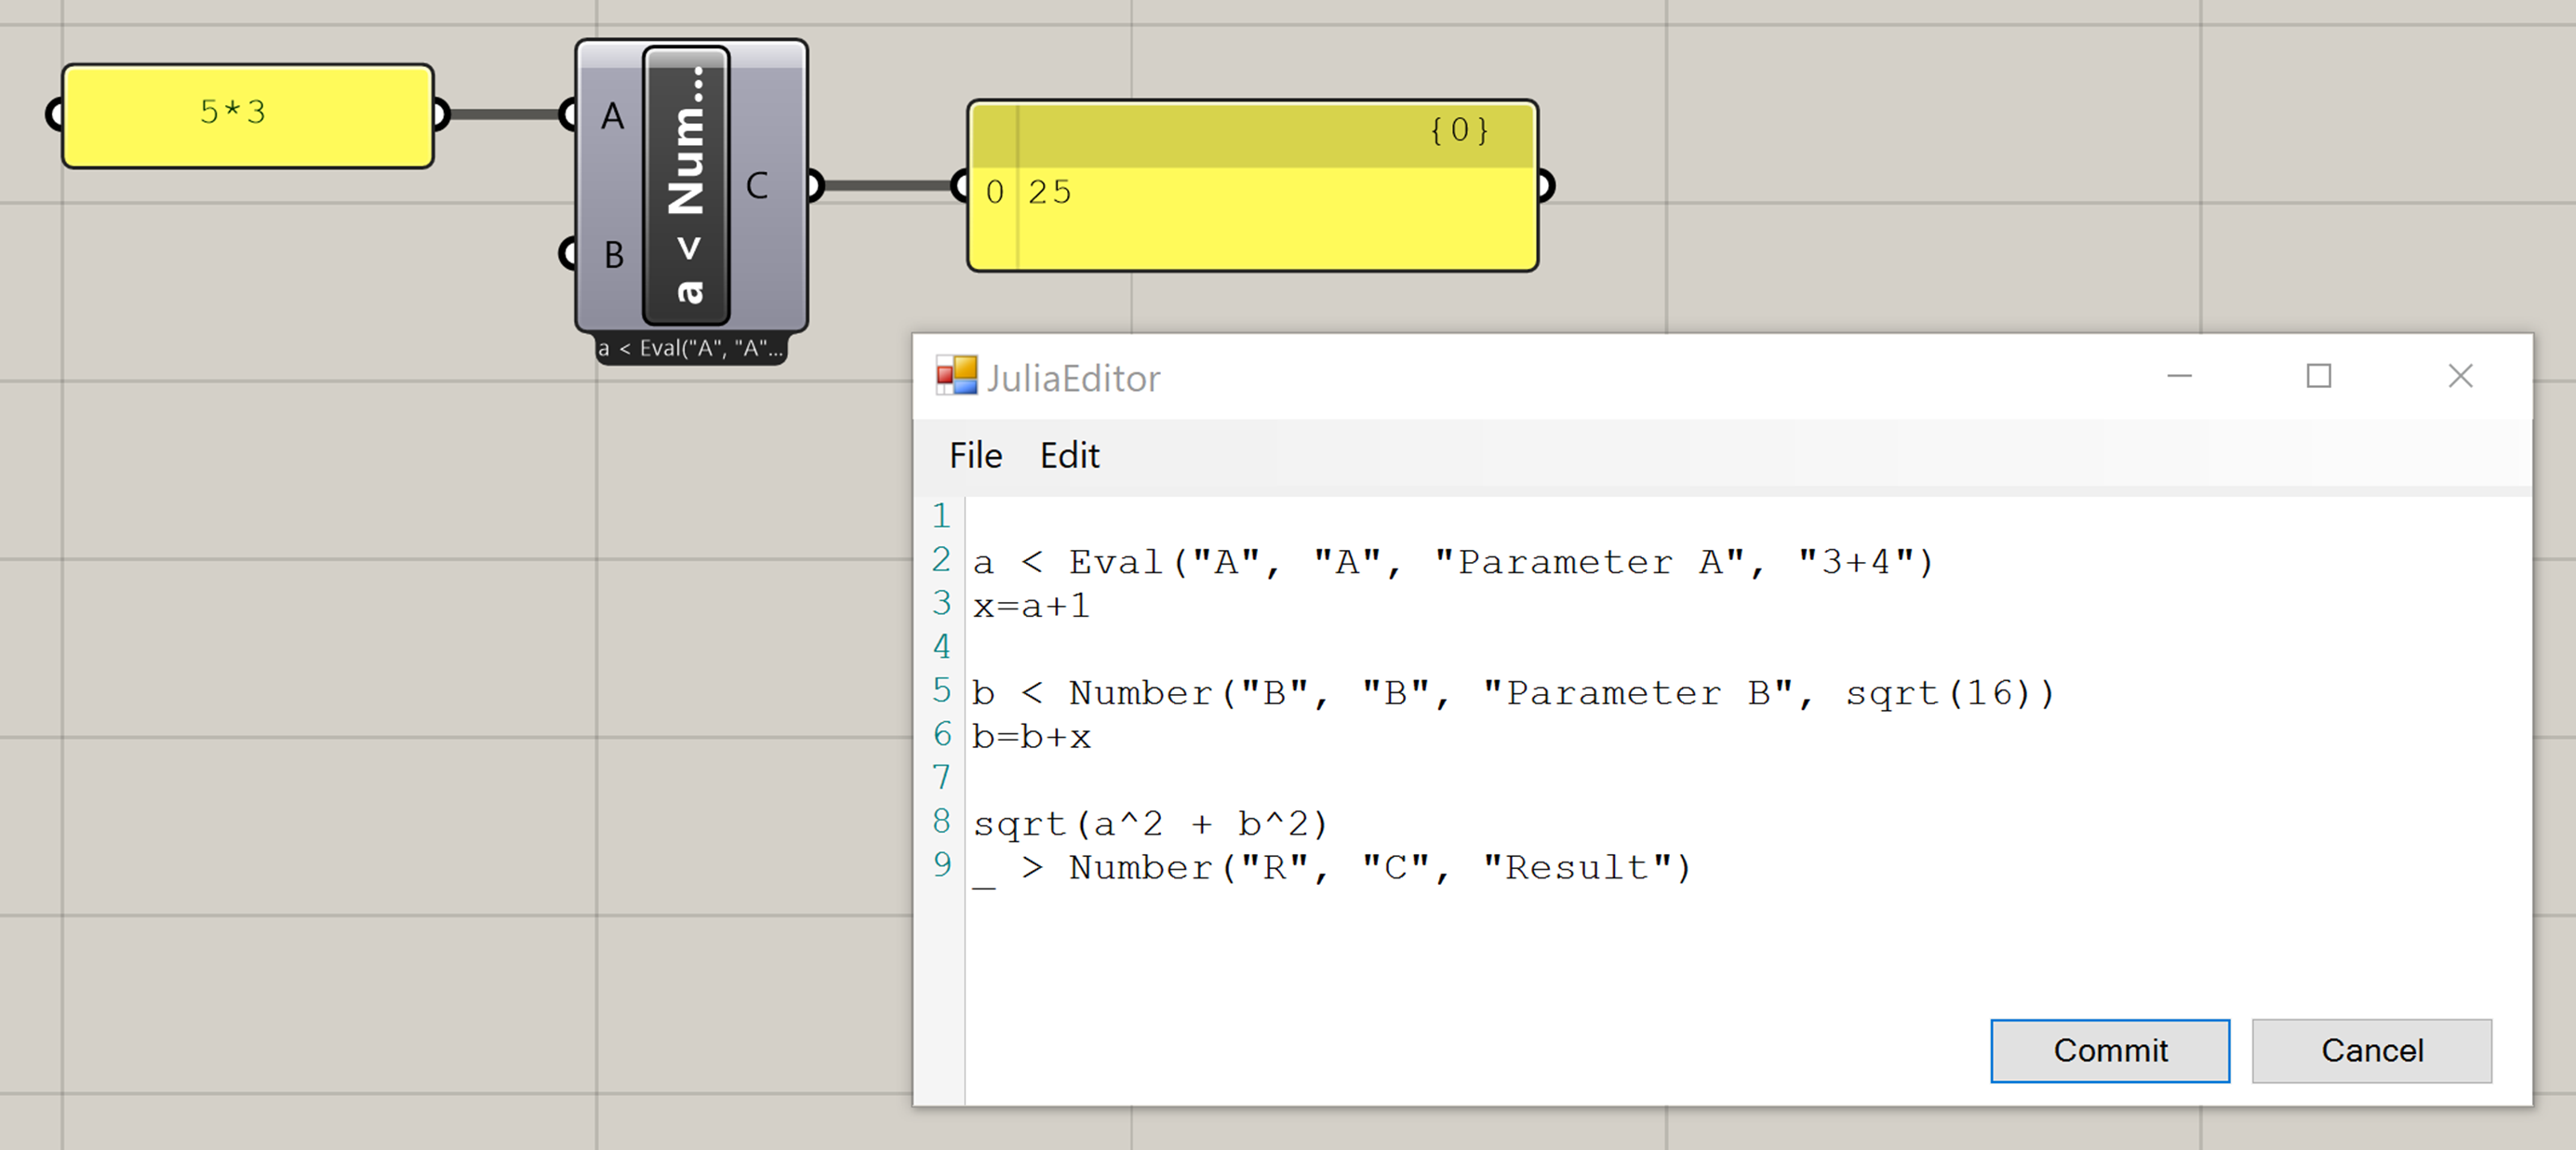 5*3
A
B
a < Num...
C
a < Eval("A", "A"...
{0}
0 25
JuliaEditor
File Edit
1
2 a < Eval("A", "A", "Parameter A", "3+4")
3 x=a+1
4
5 b < Number("B", "B", "Parameter B", sqrt(16))
6 b=b+x
7
8 sqrt(a^2 + b^2)
9 _ > Number("R", "C", "Result")
Commit Cancel